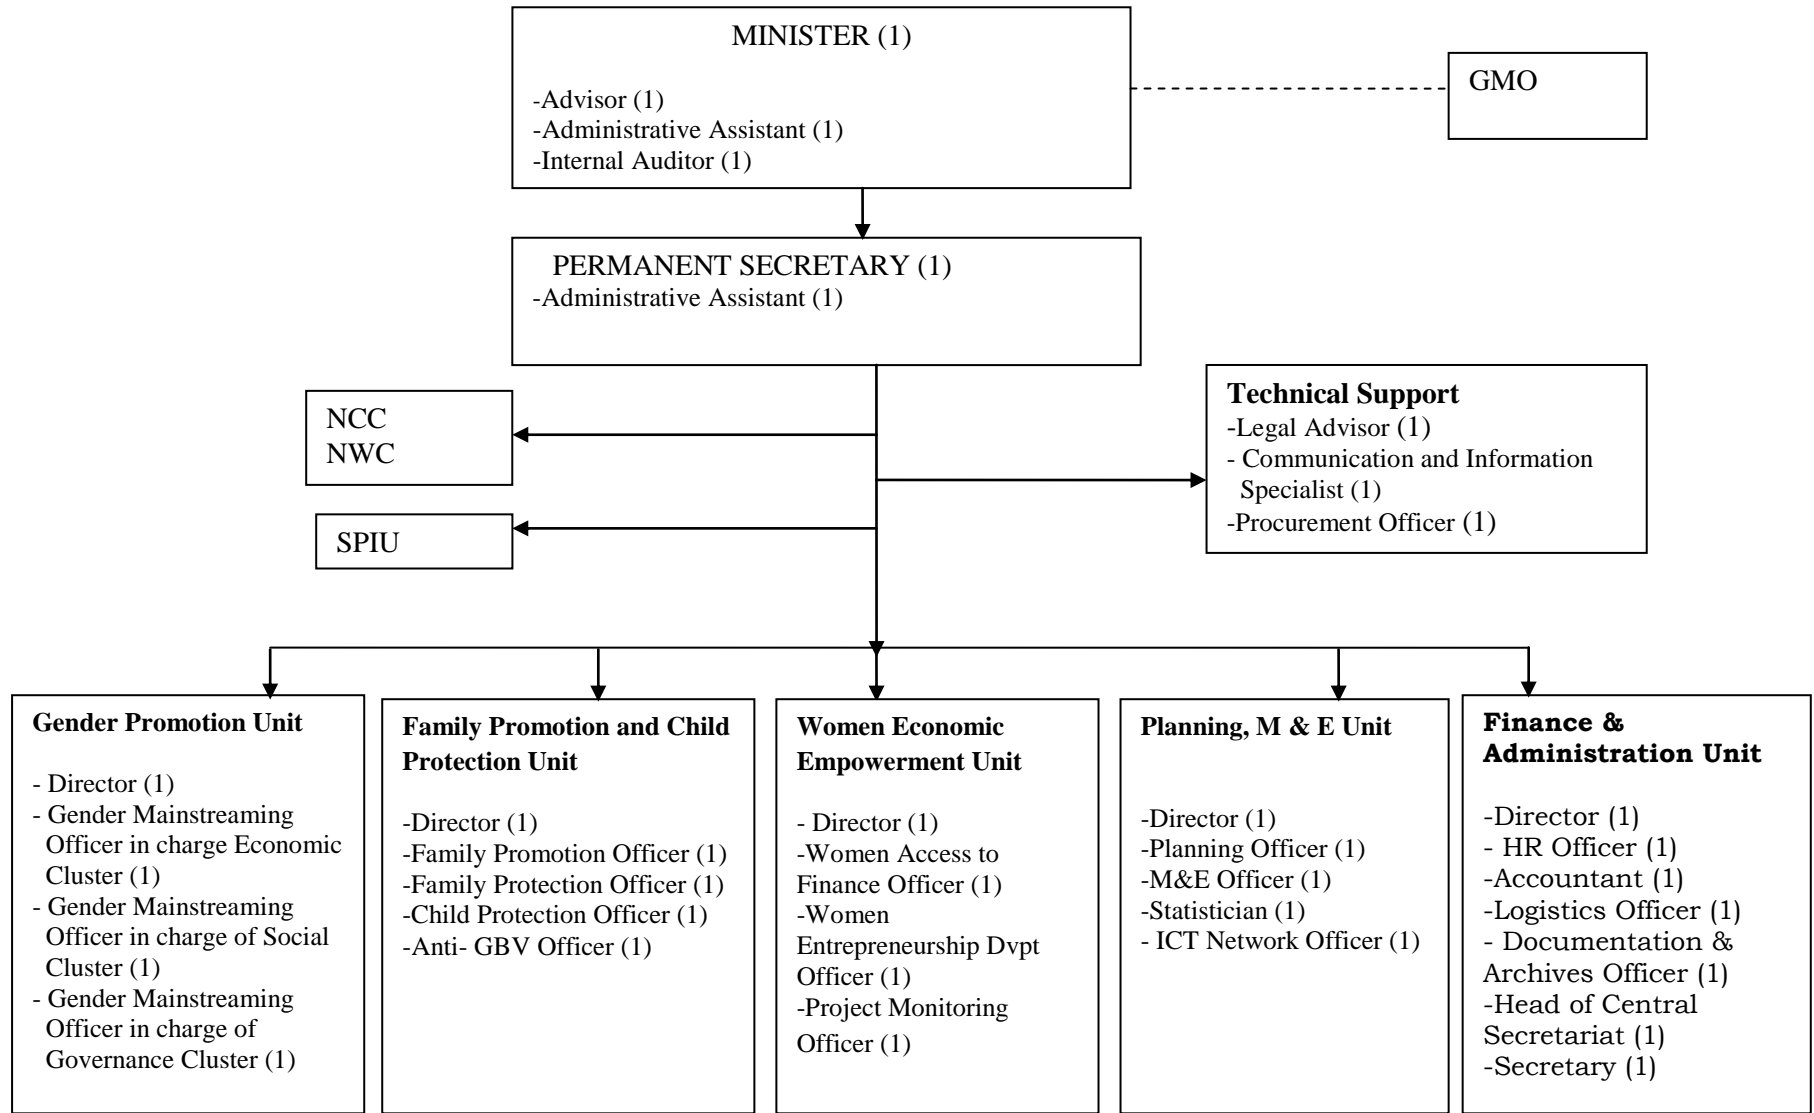 MINISTER (1)
-Advisor (1)
-Administrative Assistant (1)
-Internal Auditor (1)
GMO
PERMANENT SECRETARY (1)
-Administrative Assistant (1)
NCC
NWC
Technical Support
-Legal Advisor (1)
- Communication and Information
Specialist (1)
-Procurement Officer (1)
SPIU
Gender Promotion Unit
- Director (1)
- Gender Mainstreaming
Officer in charge Economic
Cluster (1)
- Gender Mainstreaming
Officer in charge of Social
Cluster (1)
- Gender Mainstreaming
Officer in charge of
Governance Cluster (1)
Family Promotion and Child
Protection Unit
-Director (1)
-Family Promotion Officer (1)
-Family Protection Officer (1)
-Child Protection Officer (1)
-Anti- GBV Officer (1)
Women Economic
Empowerment Unit
- Director (1)
-Women Access to
Finance Officer (1)
-Women
Entrepreneurship Dvpt
Officer (1)
-Project Monitoring
Officer (1)
Planning, M & E Unit
-Director (1)
-Planning Officer (1)
-M&E Officer (1)
-Statistician (1)
- ICT Network Officer (1)
Finance &
Administration Unit
-Director (1)
- HR Officer (1)
-Accountant (1)
-Logistics Officer (1)
- Documentation &
Archives Officer (1)
-Head of Central
Secretariat (1)
-Secretary (1)